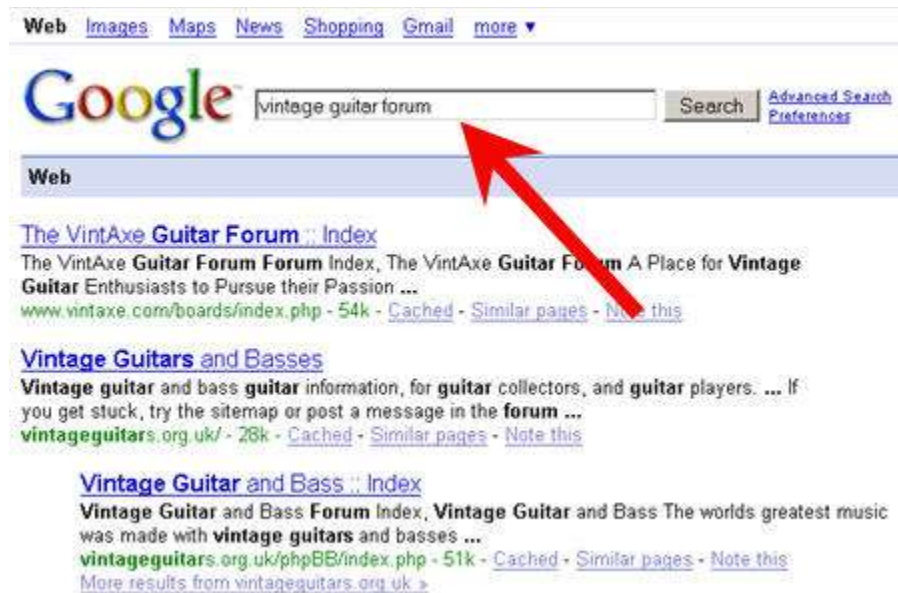 Web Images Maps News Shopping Gmail more ▼
Google vintage guitar forum Search Advanced Search
Preferences
Web
The VintAxe Guitar Forum :: Index
The VintAxe Guitar Forum Forum Index, The VintAxe Guitar Forum A Place for Vintage
Guitar Enthusiasts to Pursue their Passion ...
www.vintaxe.com/boards/index.php - 54k - Cached - Similar pages - Note this
Vintage Guitars and Basses
Vintage guitar and bass guitar information, for guitar collectors, and guitar players. ... If
you get stuck, try the sitemap or post a message in the forum ...
vintageguitars.org.uk/ - 28k - Cached - Similar pages - Note this
Vintage Guitar and Bass :: Index
Vintage Guitar and Bass Forum Index, Vintage Guitar and Bass The worlds greatest music
was made with vintage guitars and basses ...
vintageguitars.org.uk/phpBB/index.php - 51k - Cached - Similar pages - Note this
More results from vintageguitars.org.uk »